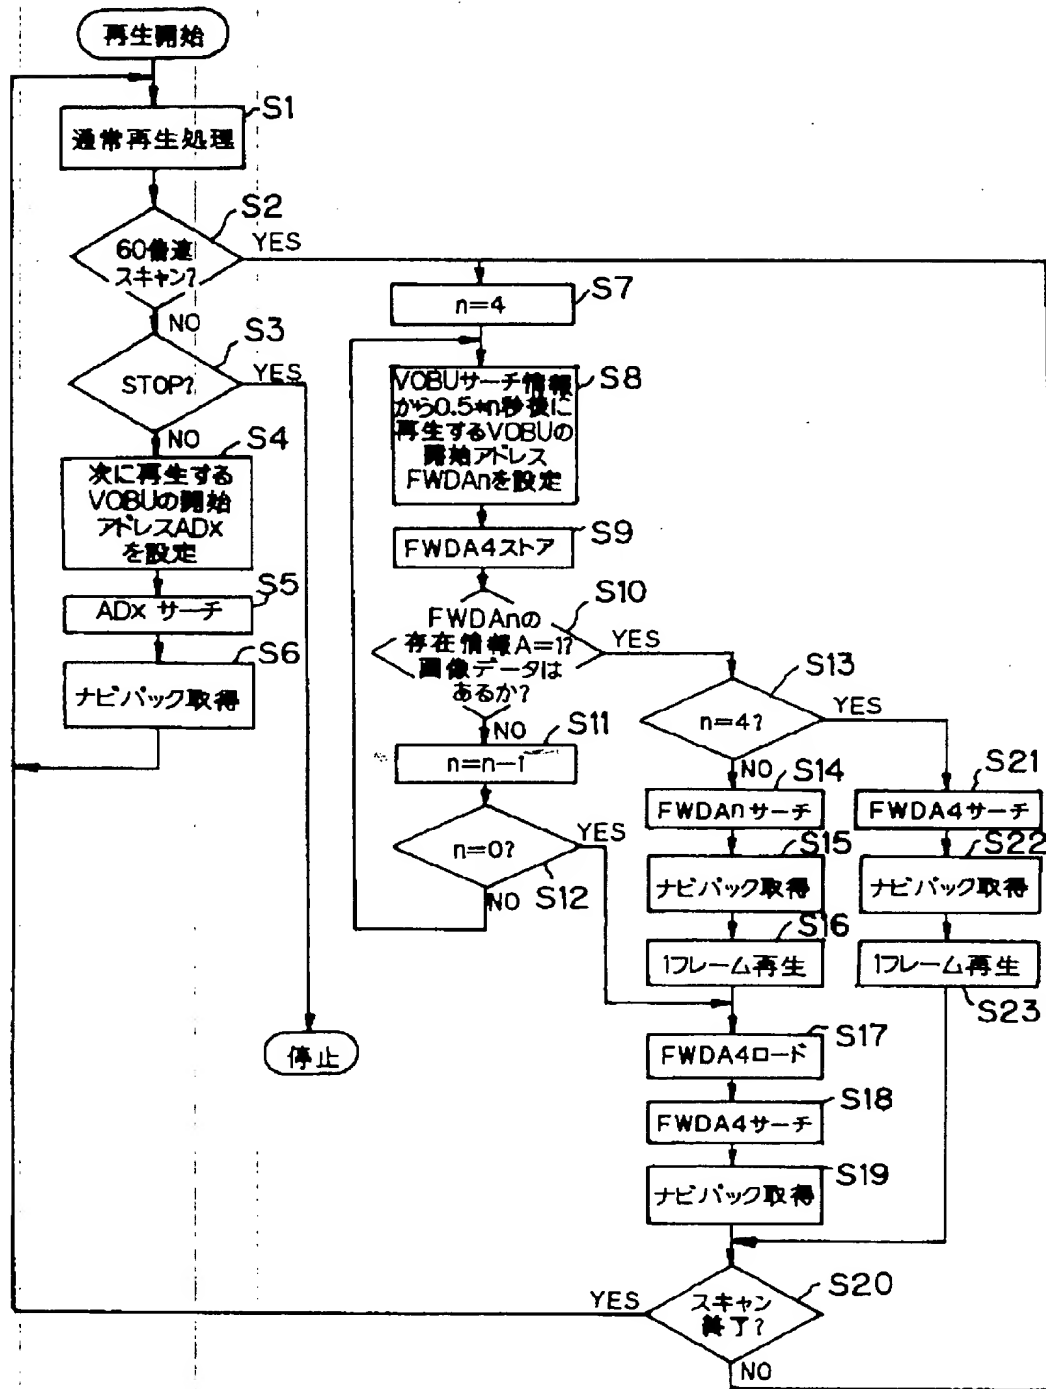 再生開始
S1
通常再生処理
S2
60倍速
スキャン?
YES
NO
S3
STOP?
YES
NO
S4
次に再生する
VOBUの開始
アドレスADx
を設定
S5
ADx サーチ
S6
ナビパック取得
停止
S7
n=4
S8
VOBUサーチ情報
から0.5*n秒後に
再生するVOBUの
開始アドレス
FWDAnを設定
S9
FWDA4ストア
S10
FWDAnの
存在情報A=1?
画像データは
あるか?
YES
NO
S11
n=n-1
n=0?
YES
S12
NO
S13
n=4?
YES
NO
S14
FWDAnサーチ
S15
ナビパック取得
S16
1フレーム再生
S17
FWDA4ロード
S18
FWDA4サーチ
S19
ナビパック取得
S21
FWDA4サーチ
S22
ナビパック取得
1フレーム再生
S23
S20
スキャン
終了?
YES
NO